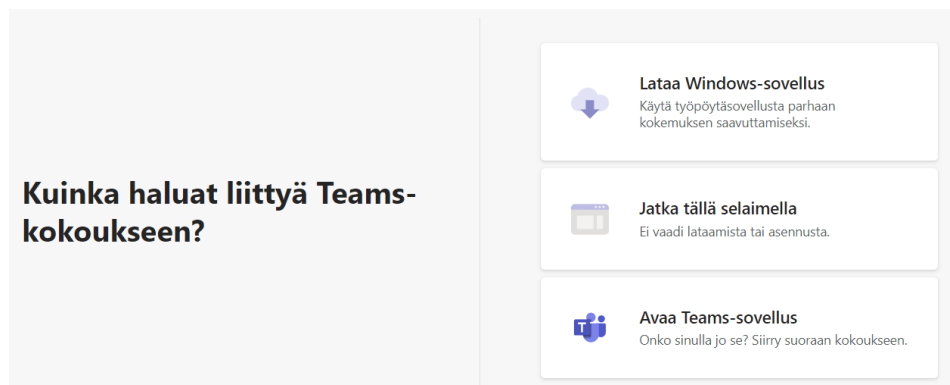 Kuinka haluat liittyä Teams-
kokoukseen?
Lataa Windows-sovellus
Käytä työpöytäsovellusta parhaan
kokemuksen saavuttamiseksi.
Jatka tällä selaimella
Ei vaadi lataamista tai asennusta.
Avaa Teams-sovellus
Onko sinulla jo se? Siirry suoraan kokoukseen.